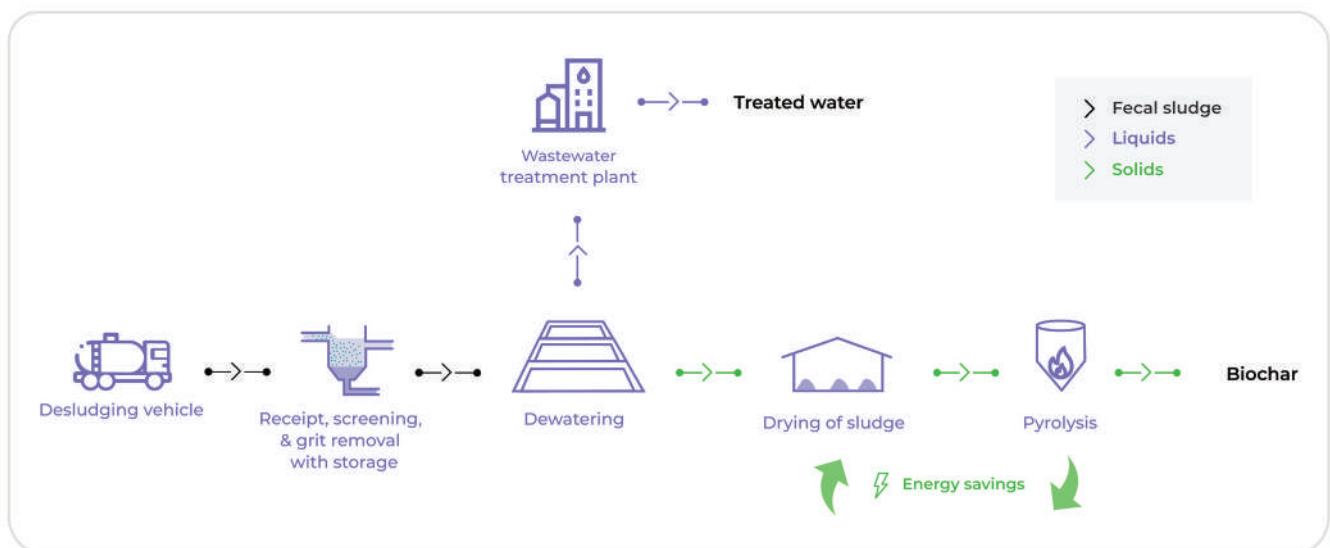 Treated water
Fecal sludge
Liquids
Solids
Wastewater
treatment plant
Desludging vehicle
Receipt, screening,
& grit removal
with storage
Dewatering
Drying of sludge
Pyrolysis
Biochar
Energy savings